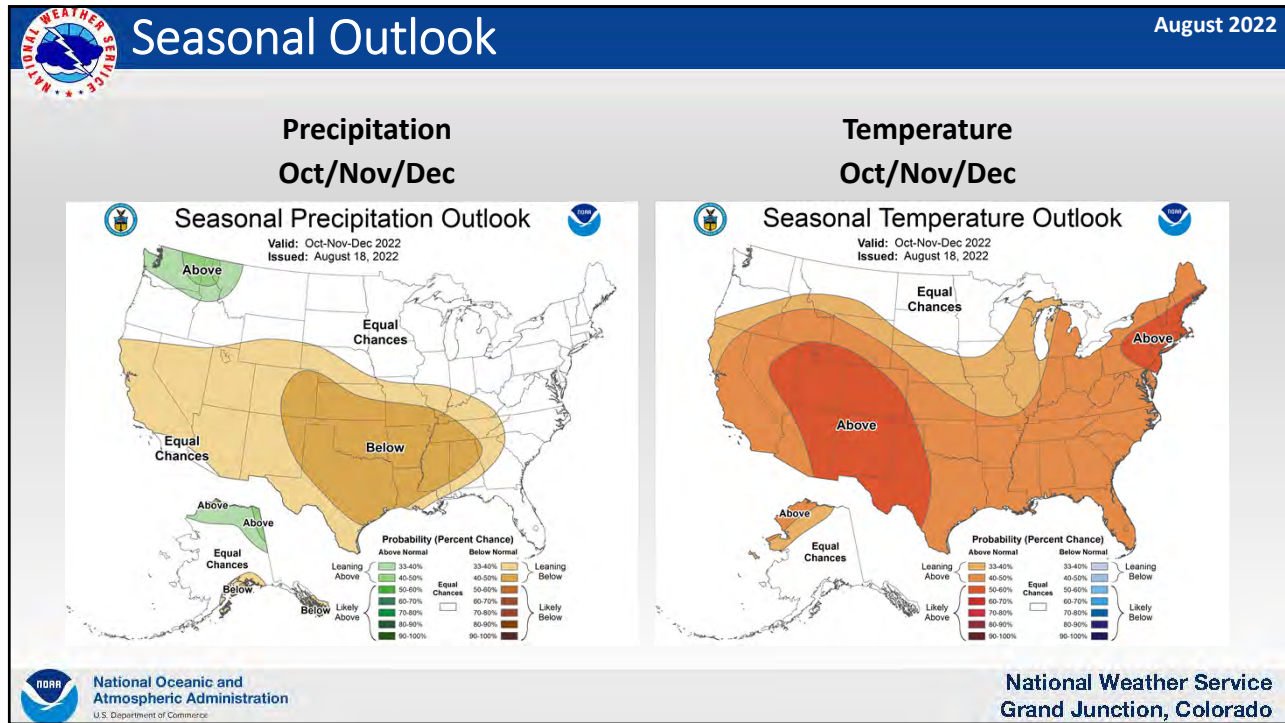 NATIONAL WEATHER SERVICE
Seasonal Outlook
August 2022
Precipitation
Oct/Nov/Dec
Temperature
Oct/Nov/Dec
NOAA
Seasonal Precipitation Outlook
Valid: Oct-Nov-Dec 2022
Issued: August 18, 2022
Above
Equal
Chances
Equal
Chances
Below
Above
Above
Equal
Chances
Below
Below
Probability (Percent Chance)
Above Normal
Below Normal
Leaning
Above
33-40%
40-50%
Likely
Above
50-60%
60-70%
70-80%
80-90%
90-100%
Equal
Chances
33-40%
40-50%
Leaning
Below
50-60%
60-70%
70-80%
80-90%
90-100%
Likely
Below
NOAA
Seasonal Temperature Outlook
Valid: Oct-Nov-Dec 2022
Issued: August 18, 2022
Equal
Chances
Above
Above
Above
Equal
Chances
Probability (Percent Chance)
Above Normal
Below Normal
Leaning
Above
33-40%
40-50%
Likely
Above
50-60%
60-70%
70-80%
80-90%
90-100%
Equal
Chances
33-40%
40-50%
Leaning
Below
50-60%
60-70%
70-80%
80-90%
90-100%
Likely
Below
NOAA
National Oceanic and
Atmospheric Administration
U.S. Department of Commerce
National Weather Service
Grand Junction, Colorado